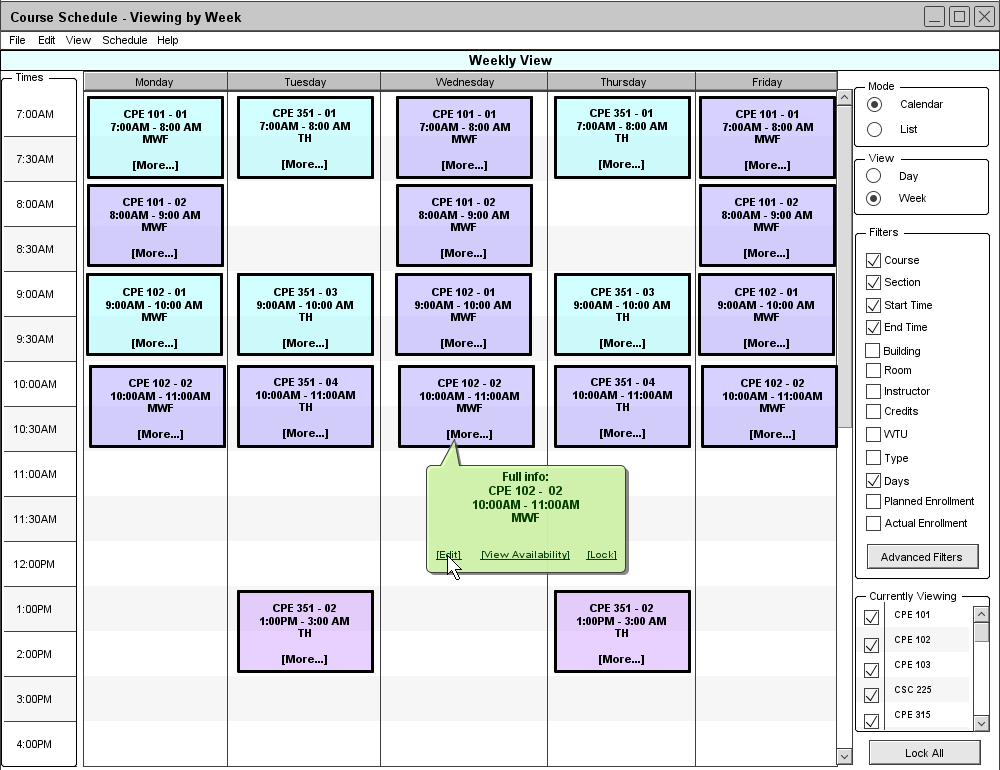 Course Schedule - Viewing by Week
File Edit View Schedule Help
Weekly View
Times
Monday Tuesday Wednesday Thursday Friday
7:00AM
7:30AM
8:00AM
8:30AM
9:00AM
9:30AM
10:00AM
10:30AM
11:00AM
11:30AM
12:00PM
1:00PM
2:00PM
3:00PM
4:00PM
CPE 101 - 01
7:00AM - 8:00 AM
MWF
[More...]
CPE 101 - 02
8:00AM - 9:00 AM
MWF
[More...]
CPE 102 - 01
9:00AM - 10:00 AM
MWF
[More...]
CPE 102 - 02
10:00AM - 11:00AM
MWF
[More...]
CPE 351 - 01
7:00AM - 8:00 AM
TH
[More...]
CPE 351 - 03
9:00AM - 10:00 AM
TH
[More...]
CPE 351 - 04
10:00AM - 11:00AM
TH
[More...]
CPE 351 - 02
1:00PM - 3:00 AM
TH
[More...]
CPE 101 - 01
7:00AM - 8:00 AM
MWF
[More...]
CPE 101 - 02
8:00AM - 9:00 AM
MWF
[More...]
CPE 102 - 01
9:00AM - 10:00 AM
MWF
[More...]
CPE 102 - 02
10:00AM - 11:00AM
MWF
[More...]
Full info:
CPE 102 - 02
10:00AM - 11:00AM
MWF
[Edit] [View Availability] [Lock]
CPE 351 - 01
7:00AM - 8:00 AM
TH
[More...]
CPE 351 - 03
9:00AM - 10:00 AM
TH
[More...]
CPE 351 - 04
10:00AM - 11:00AM
TH
[More...]
CPE 351 - 02
1:00PM - 3:00 AM
TH
[More...]
CPE 101 - 01
7:00AM - 8:00 AM
MWF
[More...]
CPE 101 - 02
8:00AM - 9:00 AM
MWF
[More...]
CPE 102 - 01
9:00AM - 10:00 AM
MWF
[More...]
CPE 102 - 02
10:00AM - 11:00AM
MWF
[More...]
Mode
Calendar
List
View
Day
Week
Filters
Course
Section
Start Time
End Time
Building
Room
Instructor
Credits
WTU
Type
Days
Planned Enrollment
Actual Enrollment
Advanced Filters
Currently Viewing
CPE 101
CPE 102
CPE 103
CSC 225
CPE 315
Lock All